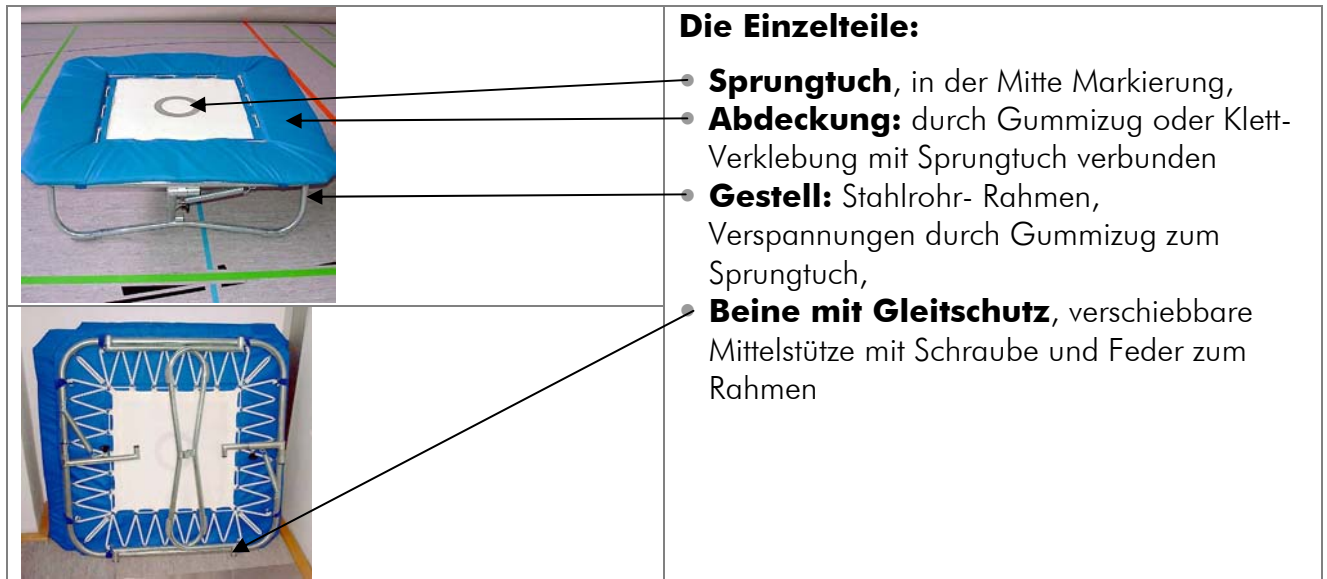 Die Einzelteile:
• Sprungtuch, in der Mitte Markierung,
• Abdeckung: durch Gummizug oder Klett-
Verklebung mit Sprungtuch verbunden
• Gestell: Stahlrohr- Rahmen,
Verspannungen durch Gummizug zum
Sprungtuch,
• Beine mit Gleitschutz, verschiebbare
Mittelstütze mit Schraube und Feder zum
Rahmen